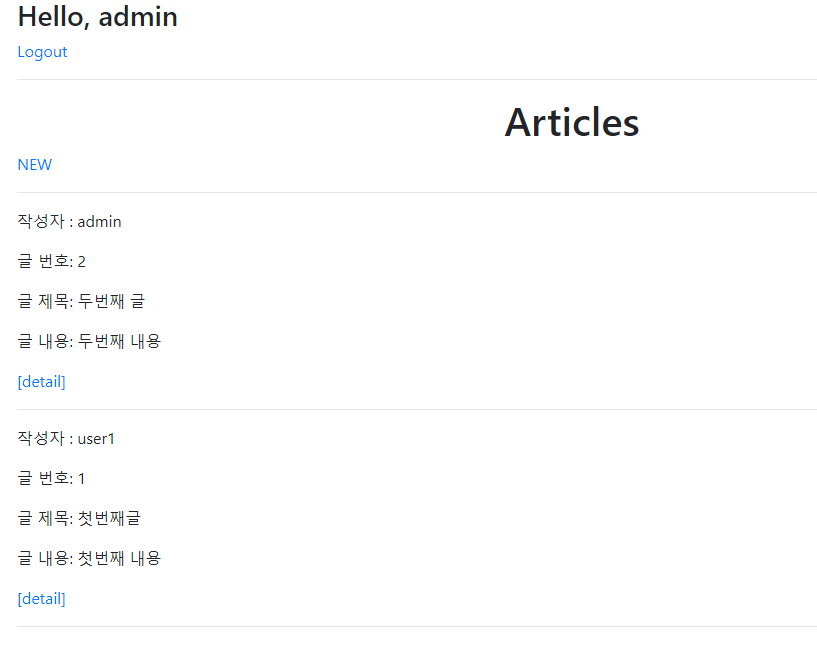 Hello, admin
Logout
Articles
NEW
작성자 : admin
글 번호: 2
글 제목: 두번째 글
글 내용: 두번째 내용
[detail]
작성자 : user1
글 번호: 1
글 제목: 첫번째글
글 내용: 첫번째 내용
[detail]